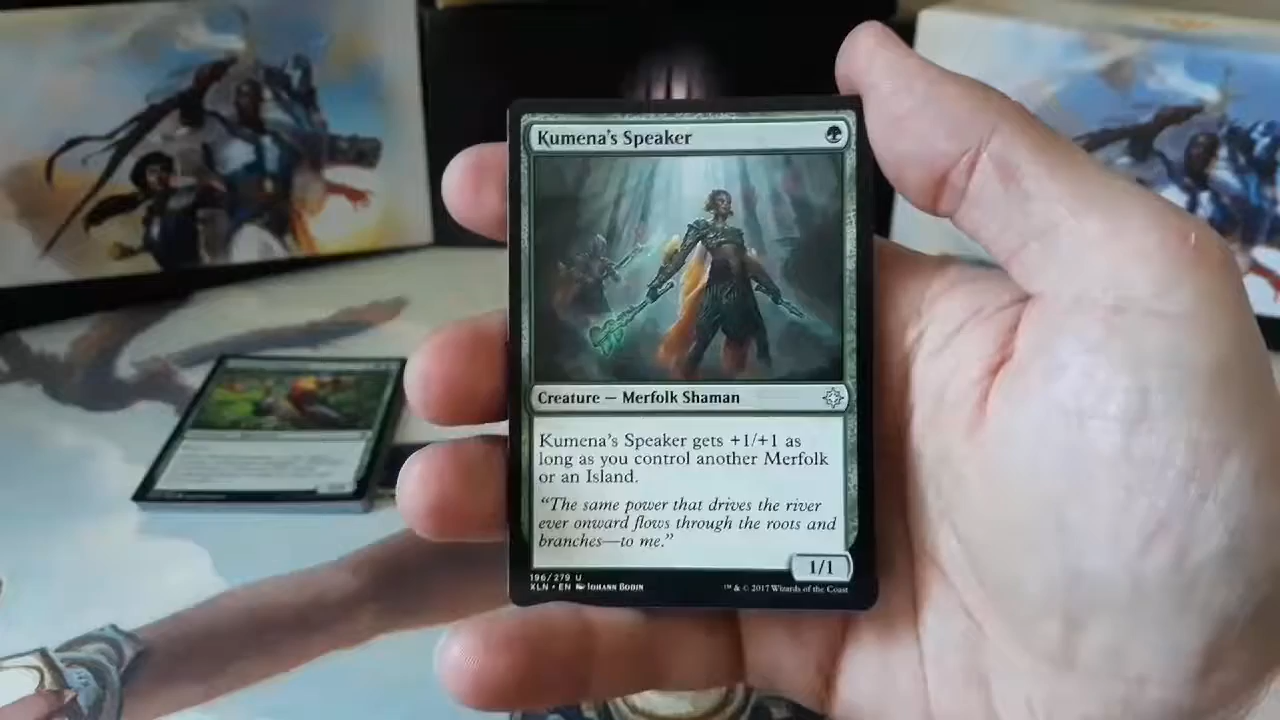 Kumena's Speaker
Creature — Merfolk Shaman
Kumena's Speaker gets +1/+1 as
long as you control another Merfolk
or an Island.
"The same power that drives the river
ever onward flows through the roots and
branches—to me."
1/1
196/279 U
XLN • EN Johann Bodin
™ & © 2017 Wizards of the Coast